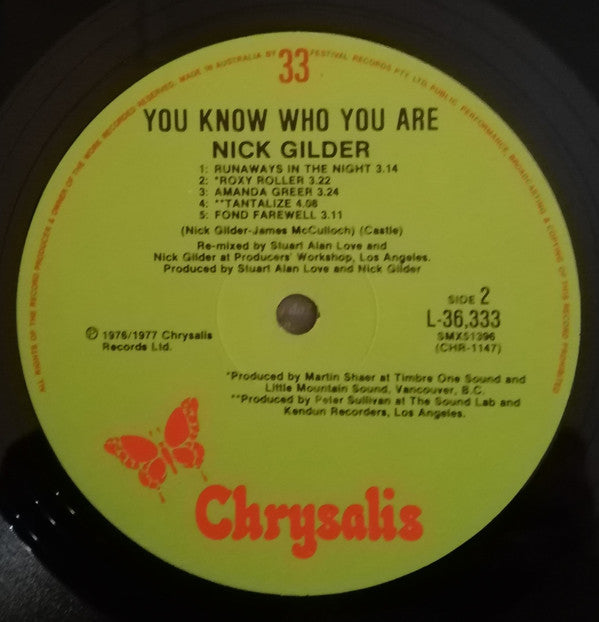 ALL RIGHTS OF THE RECORD PRODUCER & OWNER OF THE WORK RECORDED RESERVED. MADE IN AUSTRALIA BY FESTIVAL RECORDS PTY. LTD. PUBLIC PERFORMANCE, BROADCASTING & COPYING OF THIS RECORD PROHIBITED
33
YOU KNOW WHO YOU ARE
NICK GILDER
1: RUNAWAYS IN THE NIGHT 3.14
2: *ROXY ROLLER 3.22
3: AMANDA GREER 3.24
4: **TANTALIZE 4.08
5: FOND FAREWELL 3.11
(Nick Gilder-James McCulloch) (Castle)
Re-mixed by Stuart Alan Love and
Nick Gilder at Producers' Workshop, Los Angeles.
Produced by Stuart Alan Love and Nick Gilder
SIDE 2
L-36,333
SMX51396
(CHR-1147)
℗ 1976/1977 Chrysalis
Records Ltd.
*Produced by Martin Shaer at Timbre One Sound and
Little Mountain Sound, Vancouver, B.C.
**Produced by Peter Sullivan at The Sound Lab and
Kendun Recorders, Los Angeles.
Chrysalis